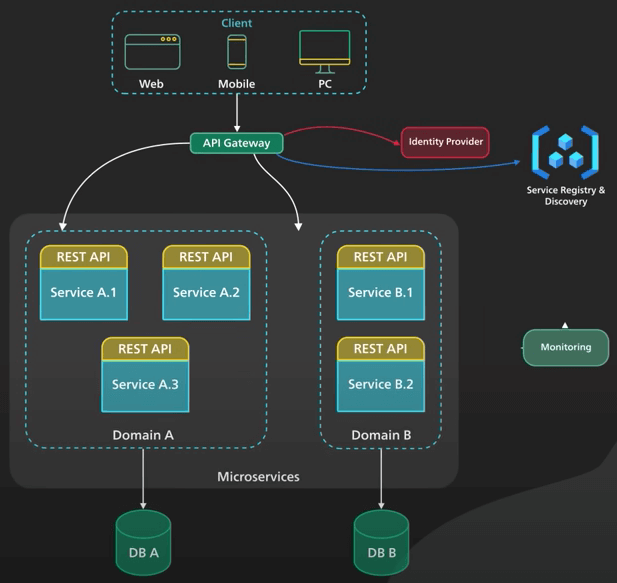 Client
Web
Mobile
PC
API Gateway
Identity Provider
Service Registry &
Discovery
REST API
Service A.1
REST API
Service A.2
REST API
Service B.1
REST API
Service A.3
REST API
Service B.2
Monitoring
Domain A
Domain B
Microservices
DB A
DB B